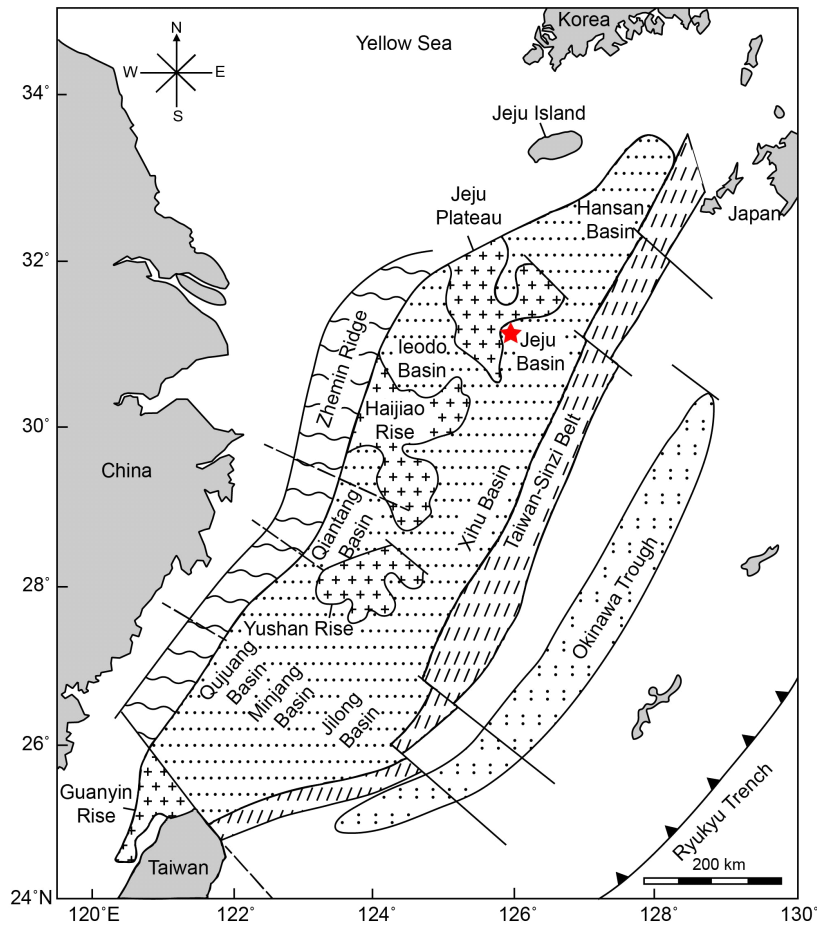 Korea
Yellow Sea
N
W
E
S
34°
Jeju Island
Jeju
Plateau
Hansan
Basin
Japan
32°
Zhemin Ridge
Ieodo
Basin
Jeju
Basin
30°
Haijiao
Rise
China
Qiantang
Basin
Xihu Basin
Taiwan-Sinzi Belt
28°
Okinawa Trough
Yushan Rise
Qujuang
Basin
Minjang
Basin
Jilong
Basin
26°
Guanyin
Rise
Ryukyu Trench
Taiwan
200 km
24°N
120°E
122°
124°
126°
128°
130°